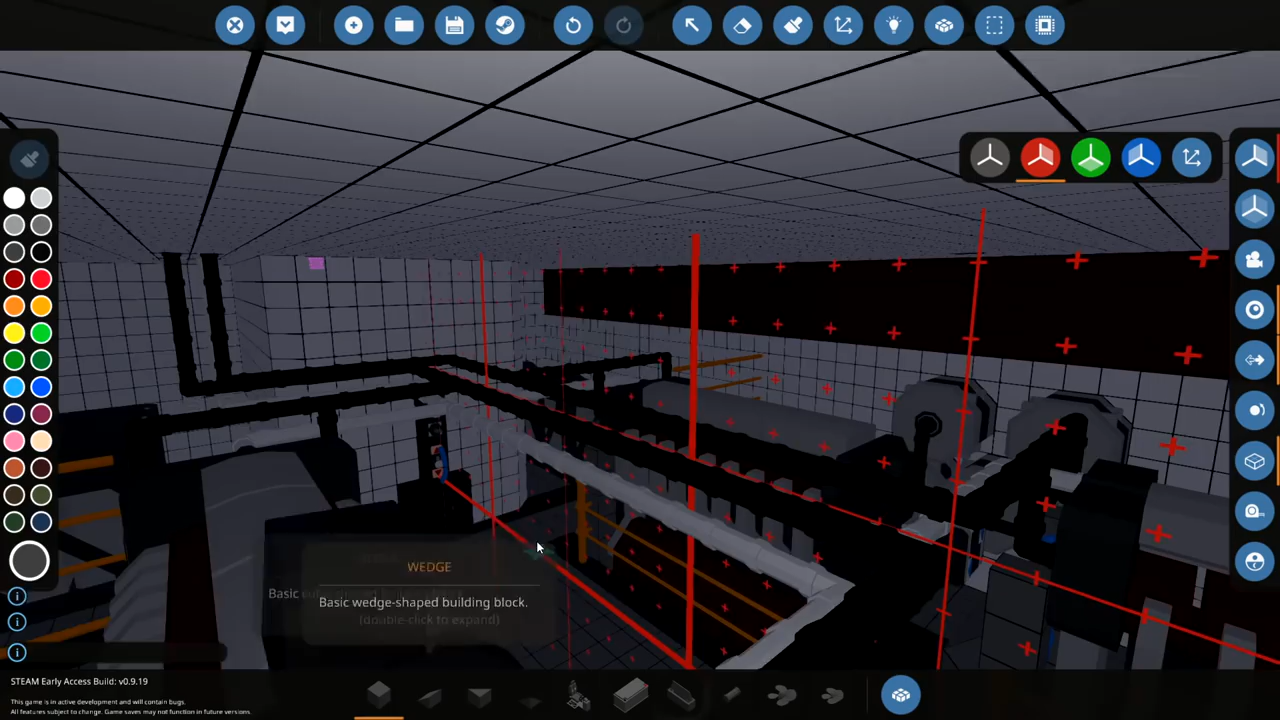 WEDGE
Basic
Basic wedge-shaped building block.
(double-click to expand)
STEAM Early Access Build: v0.9.19
This game is in active development and will contain bugs.
All features subject to change. Game saves may not function in future versions.